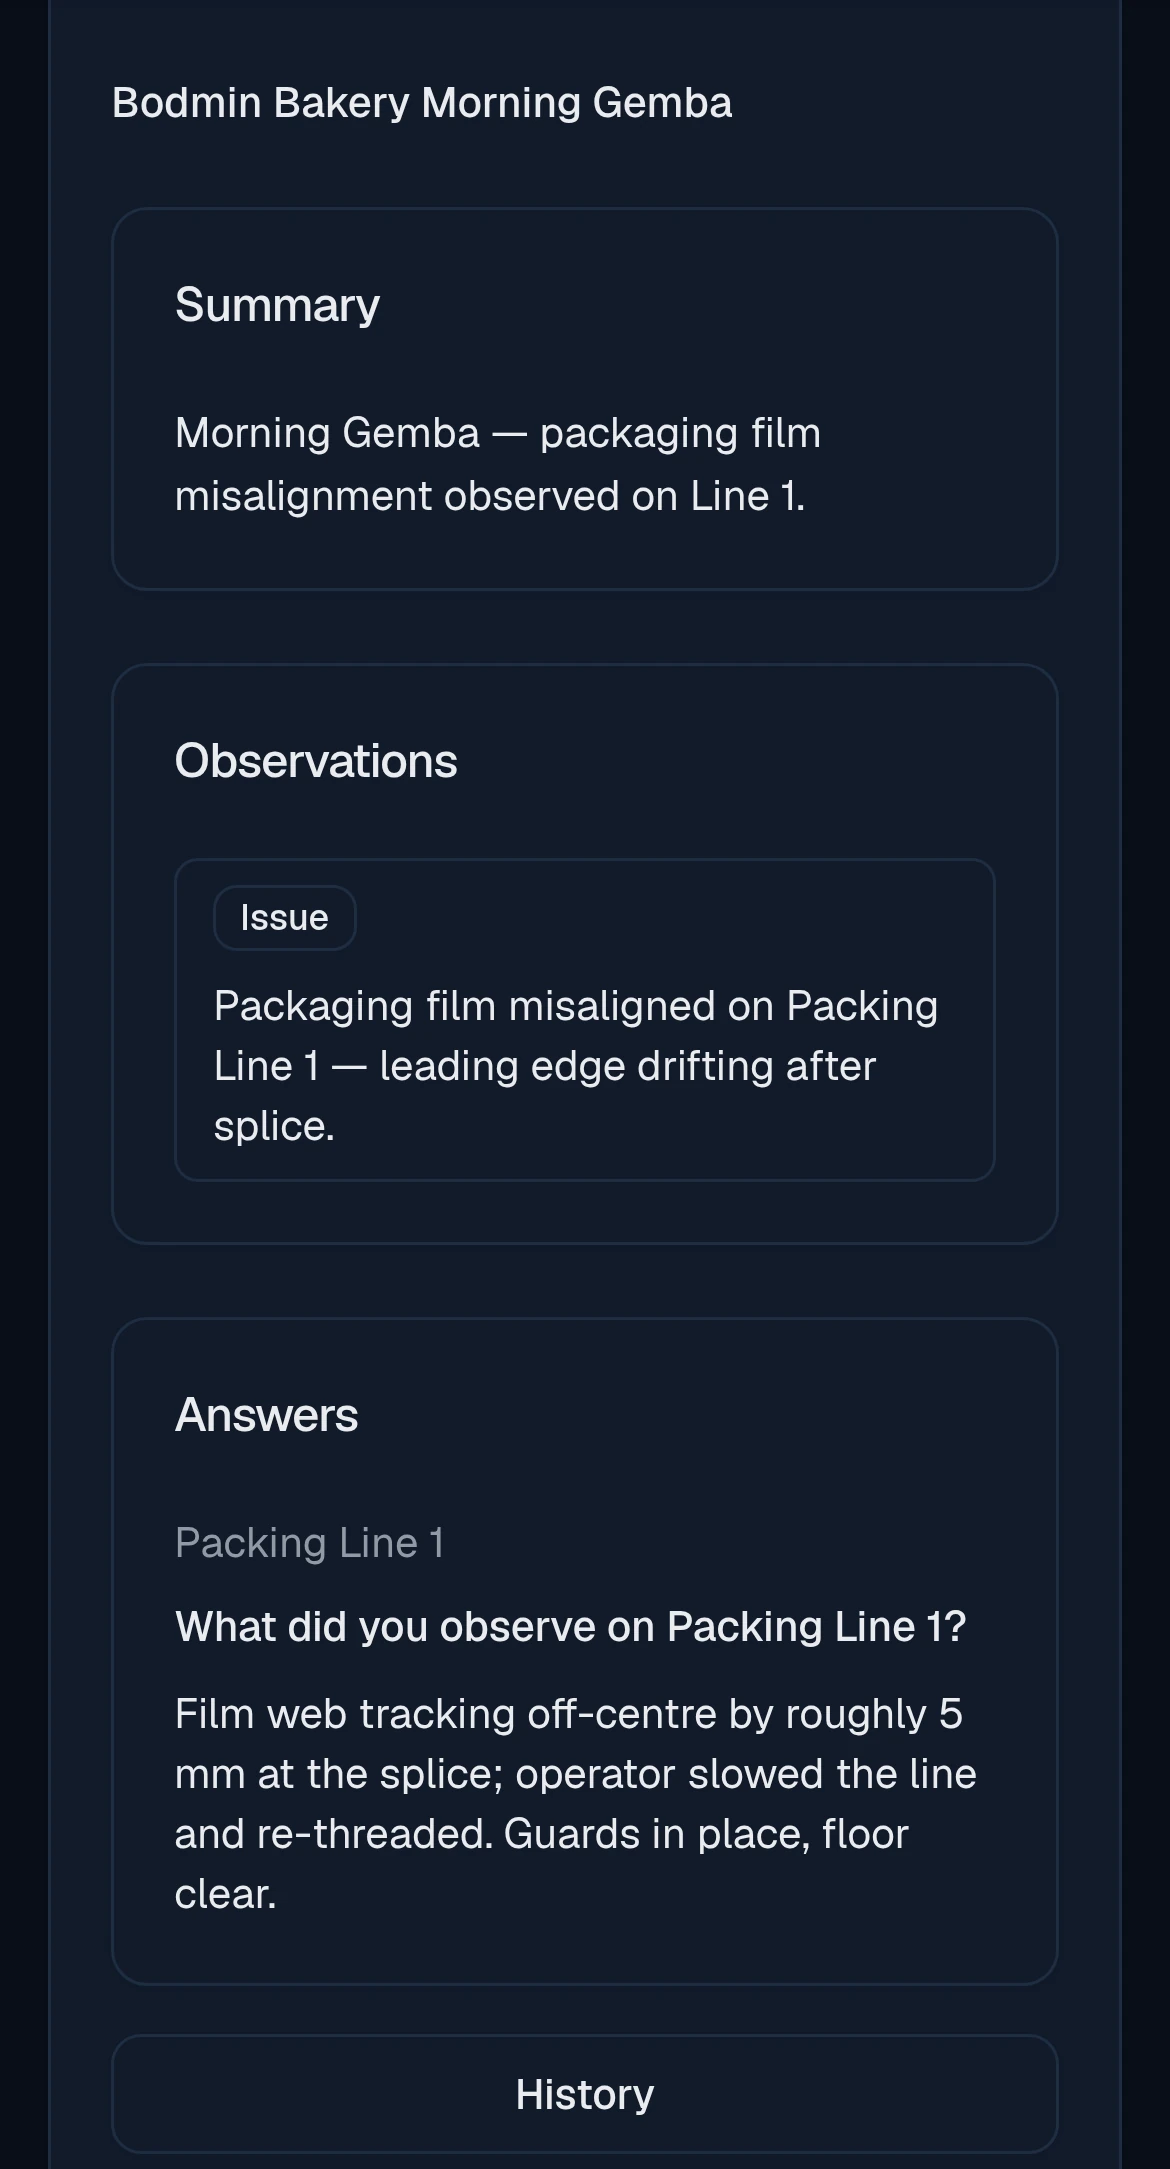 Bodmin Bakery Morning Gemba
Summary
Morning Gemba — packaging film
misalignment observed on Line 1.
Observations
Issue
Packaging film misaligned on Packing
Line 1 — leading edge drifting after
splice.
Answers
Packing Line 1
What did you observe on Packing Line 1?
Film web tracking off-centre by roughly 5
mm at the splice; operator slowed the line
and re-threaded. Guards in place, floor
clear.
History